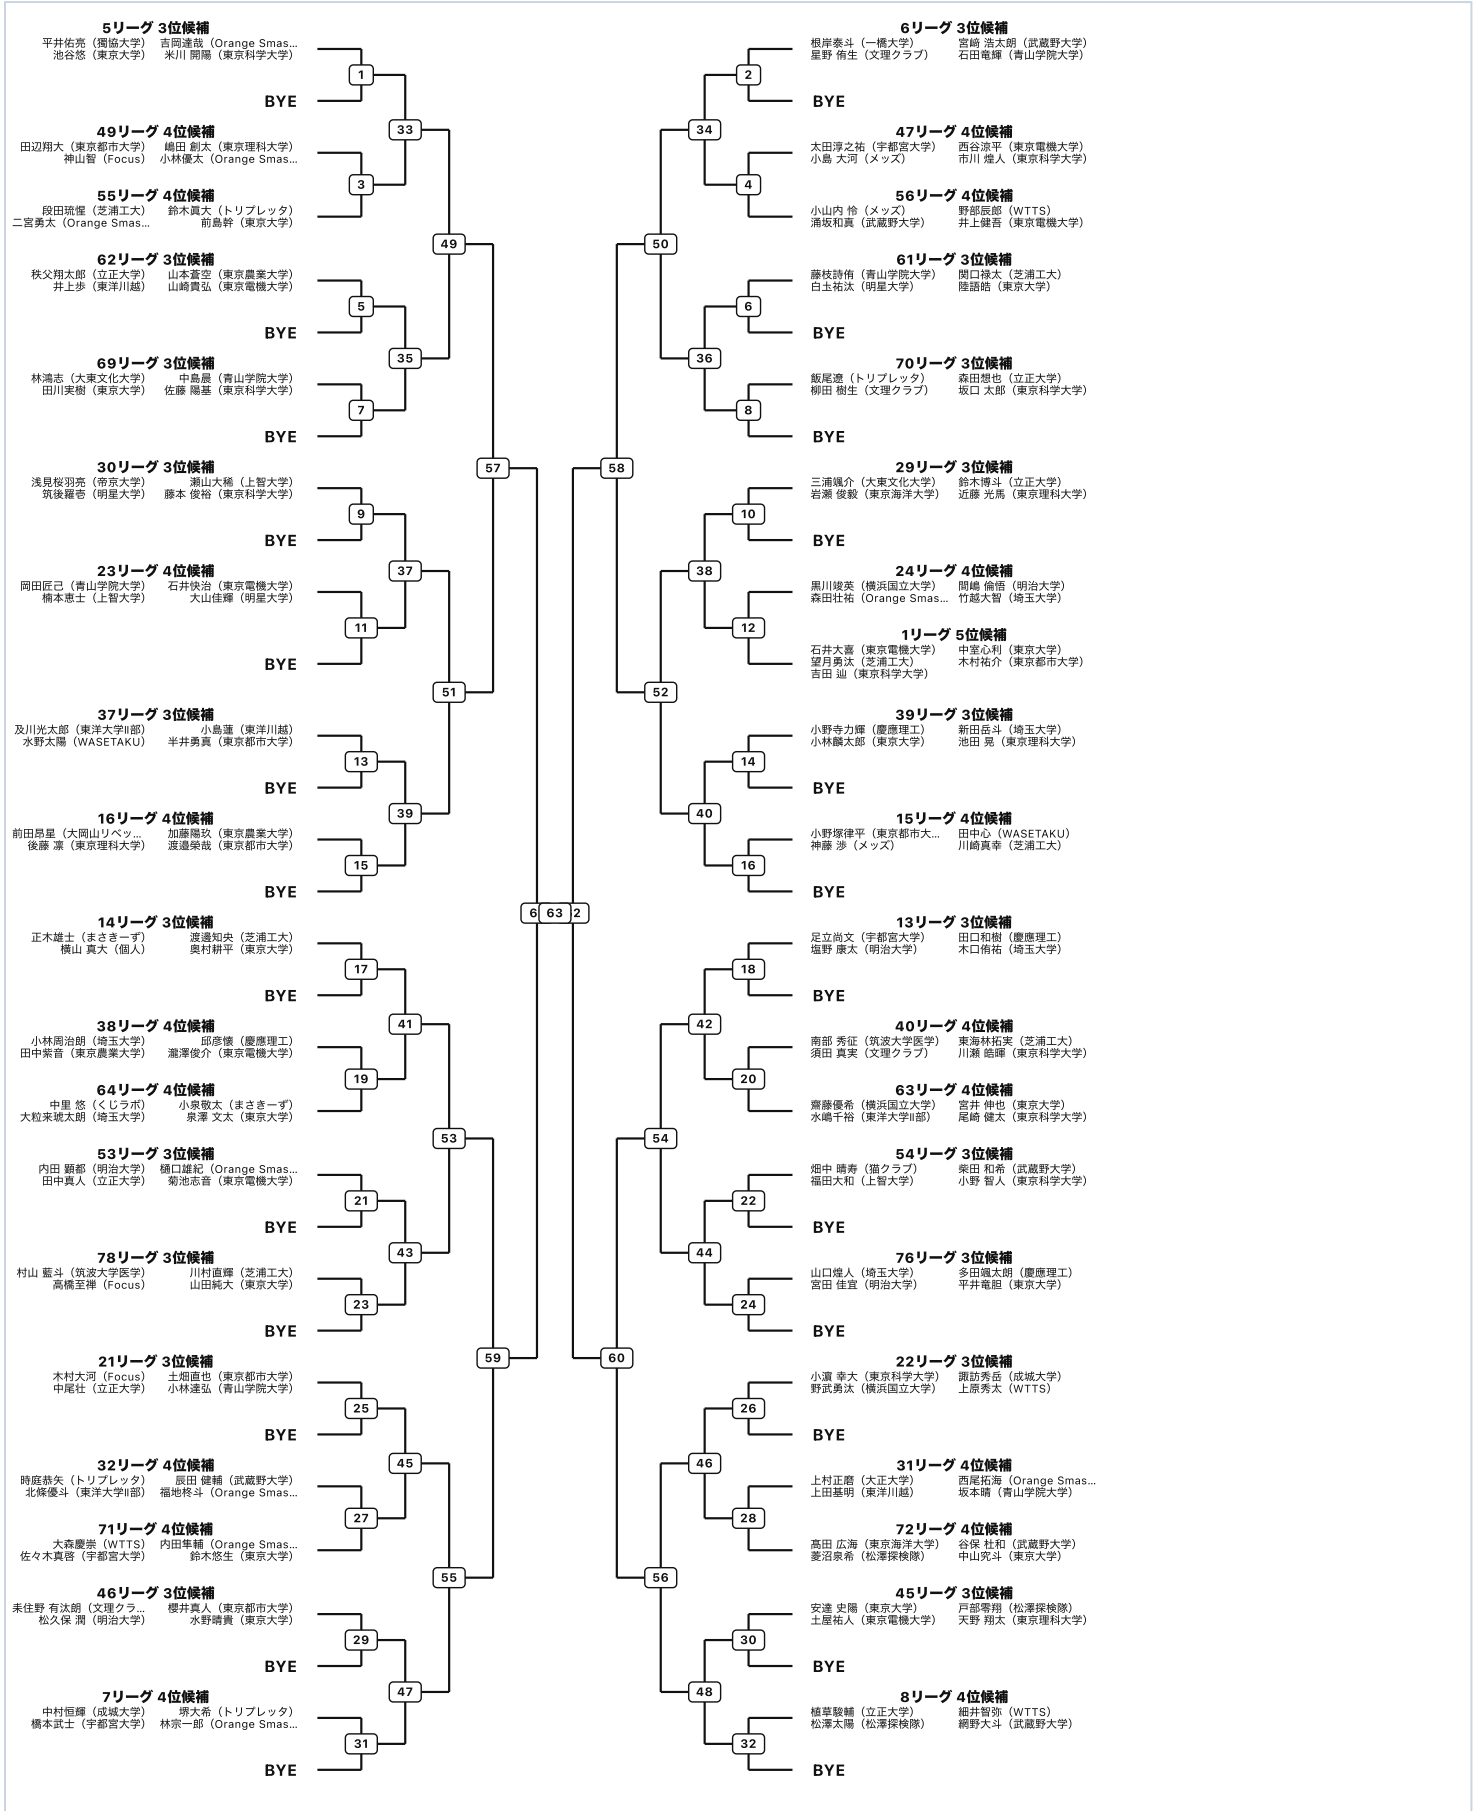 5リーグ 3位候補
平井佑亮（獨協大学） 吉岡達哉（Orange Smas...
池谷悠（東京大学） 米川 開陽（東京科学大学）
1
BYE
33
49リーグ 4位候補
田辺翔大（東京都市大学） 嶋田 創太（東京理科大学）
神山智（Focus） 小林優太（Orange Smas...
3
55リーグ 4位候補
段田琉惺（芝浦工大） 鈴木眞大（トリプレッタ）
二宮勇太（Orange Smas... 前島幹（東京大学）
49
62リーグ 3位候補
秩父翔太郎（立正大学） 山本蒼空（東京農業大学）
井上歩（東洋川越） 山崎貴弘（東京電機大学）
5
BYE
35
69リーグ 3位候補
林鴻志（大東文化大学） 中島晨（青山学院大学）
田川実樹（東京大学） 佐藤 陽基（東京科学大学）
7
BYE
57
30リーグ 3位候補
浅見桜羽亮（帝京大学） 瀬山大稀（上智大学）
筑後羅壱（明星大学） 藤本 俊裕（東京科学大学）
9
BYE
37
23リーグ 4位候補
岡田匠己（青山学院大学） 石井快治（東京電機大学）
楠本恵士（上智大学） 大山佳輝（明星大学）
11
BYE
51
37リーグ 3位候補
及川光太郎（東洋大学II部） 小島蓮（東洋川越）
水野太陽（WASETAKU） 半井勇真（東京都市大学）
13
BYE
39
16リーグ 4位候補
前田昂星（大岡山リベッ... 加藤陽玖（東京農業大学）
後藤 凛（東京理科大学） 渡邉榮哉（東京都市大学）
15
BYE
6 63 2
14リーグ 3位候補
正木雄士（まさきーず） 渡邊知央（芝浦工大）
横山 真大（個人） 奥村耕平（東京大学）
17
BYE
41
38リーグ 4位候補
小林周治朗（埼玉大学） 邱彦懐（慶應理工）
田中紫音（東京農業大学） 瀧澤俊介（東京電機大学）
19
64リーグ 4位候補
中里 悠（くじラボ） 小泉敬太（まさきーず）
大粒来琥太朗（埼玉大学） 泉澤 文太（東京大学）
53
53リーグ 3位候補
内田 顕都（明治大学） 樋口雄紀（Orange Smas...
田中真人（立正大学） 菊池志音（東京電機大学）
21
BYE
43
78リーグ 3位候補
村山 藍斗（筑波大学医学） 川村直輝（芝浦工大）
高橋至禅（Focus） 山田純大（東京大学）
23
BYE
59
21リーグ 3位候補
木村大河（Focus） 土畑直也（東京都市大学）
中尾壮（立正大学） 小林達弘（青山学院大学）
25
BYE
45
32リーグ 4位候補
時庭恭矢（トリプレッタ） 辰田 健輔（武蔵野大学）
北條優斗（東洋大学II部） 福地柊斗（Orange Smas...
27
71リーグ 4位候補
大森慶崇（WTTS） 内田隼輔（Orange Smas...
佐々木真啓（宇都宮大学） 鈴木悠生（東京大学）
55
46リーグ 3位候補
耒住野 有汰朗（文理クラ... 櫻井真人（東京都市大学）
松久保 潤（明治大学） 水野晴貴（東京大学）
29
BYE
47
7リーグ 4位候補
中村恒輝（成城大学） 堺大希（トリプレッタ）
橋本武士（宇都宮大学） 林宗一郎（Orange Smas...
31
BYE
6リーグ 3位候補
根岸泰斗（一橋大学） 宮﨑 浩太朗（武蔵野大学）
星野 侑生（文理クラブ） 石田竜輝（青山学院大学）
2
BYE
34
47リーグ 4位候補
太田淳之祐（宇都宮大学） 西谷涼平（東京電機大学）
小島 大河（メッズ） 市川 煌人（東京科学大学）
4
56リーグ 4位候補
小山内 怜（メッズ） 野部辰郎（WTTS）
涌坂和真（武蔵野大学） 井上健吾（東京電機大学）
50
61リーグ 3位候補
藤枝詩侑（青山学院大学） 関口禄太（芝浦工大）
白圡祐汰（明星大学） 陸語皓（東京大学）
6
BYE
36
70リーグ 3位候補
飯尾遼（トリプレッタ） 森田想也（立正大学）
柳田 樹生（文理クラブ） 坂口 太郎（東京科学大学）
8
BYE
58
29リーグ 3位候補
三浦颯介（大東文化大学） 鈴木博斗（立正大学）
岩瀬 俊毅（東京海洋大学） 近藤 光馬（東京理科大学）
10
BYE
38
24リーグ 4位候補
黒川竣英（横浜国立大学） 間嶋 倫悟（明治大学）
森田壮祐（Orange Smas... 竹越大智（埼玉大学）
12
1リーグ 5位候補
石井大喜（東京電機大学） 中室心利（東京大学）
望月勇汰（芝浦工大） 木村祐介（東京都市大学）
吉田 辿（東京科学大学）
52
39リーグ 3位候補
小野寺力輝（慶應理工） 新田岳斗（埼玉大学）
小林麟太郎（東京大学） 池田 晃（東京理科大学）
14
BYE
40
15リーグ 4位候補
小野塚律平（東京都市大... 田中心（WASETAKU）
神藤 渉（メッズ） 川崎真幸（芝浦工大）
16
BYE
13リーグ 3位候補
足立尚文（宇都宮大学） 田口和樹（慶應理工）
塩野 康太（明治大学） 木口侑祐（埼玉大学）
18
BYE
42
40リーグ 4位候補
南部 秀征（筑波大学医学） 東海林拓実（芝浦工大）
須田 真実（文理クラブ） 川瀬 皓暉（東京科学大学）
20
63リーグ 4位候補
齋藤優希（横浜国立大学） 宮井 伸也（東京大学）
水嶋千裕（東洋大学II部） 尾崎 健太（東京科学大学）
54
54リーグ 3位候補
畑中 晴寿（猫クラブ） 柴田 和希（武蔵野大学）
福田大和（上智大学） 小野 智人（東京科学大学）
22
BYE
44
76リーグ 3位候補
山口煌人（埼玉大学） 多田颯太朗（慶應理工）
宮田 佳宜（明治大学） 平井竜胆（東京大学）
24
BYE
60
22リーグ 3位候補
小濵 幸大（東京科学大学） 諏訪秀岳（成城大学）
野武勇汰（横浜国立大学） 上原秀太（WTTS）
26
BYE
46
31リーグ 4位候補
上村正磨（大正大学） 西尾拓海（Orange Smas...
上田基明（東洋川越） 坂本晴（青山学院大学）
28
72リーグ 4位候補
髙田 広海（東京海洋大学） 谷保 杜和（武蔵野大学）
菱沼泉希（松澤探検隊） 中山究斗（東京大学）
56
45リーグ 3位候補
安達 史陽（東京大学） 戸部零翔（松澤探検隊）
土屋祐人（東京電機大学） 天野 翔太（東京理科大学）
30
BYE
48
8リーグ 4位候補
植草駿輔（立正大学） 細井智弥（WTTS）
松澤太陽（松澤探検隊） 網野大斗（武蔵野大学）
32
BYE